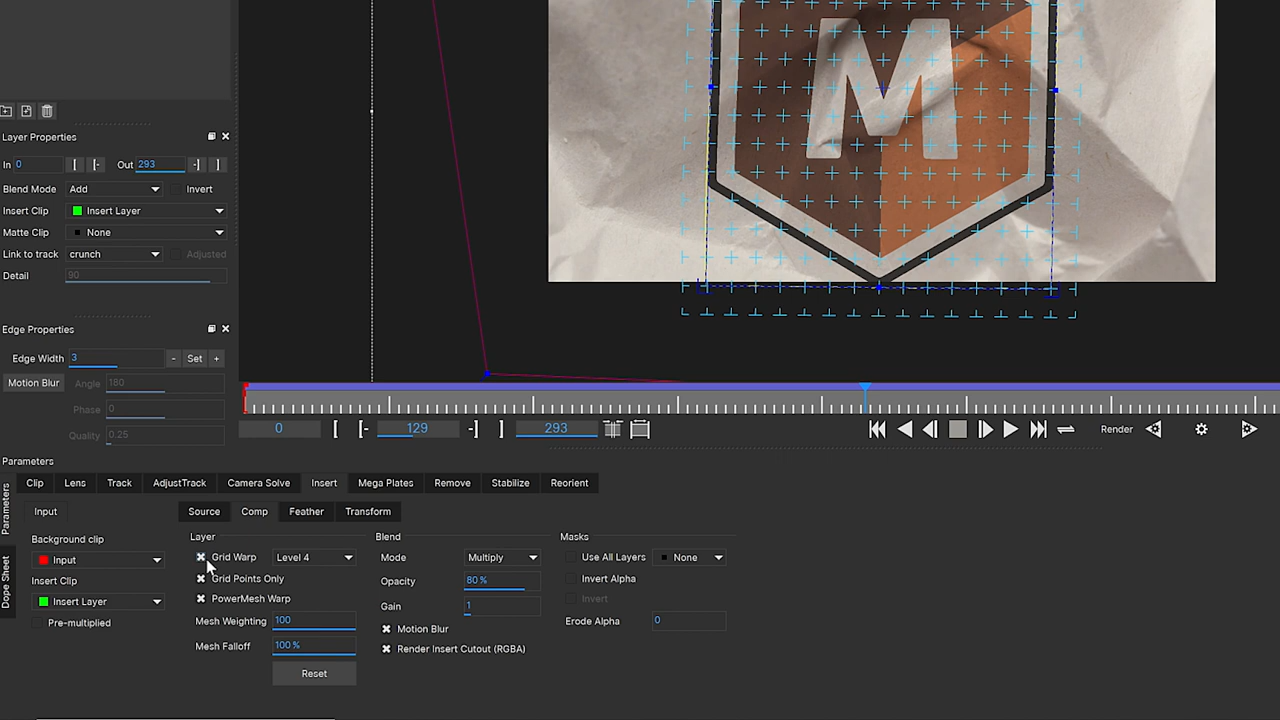 M
Layer Properties
In 0 [ [- Out 293 -] ]
Blend Mode Add Invert
Insert Clip Insert Layer
Matte Clip None
Link to track crunch Adjusted
Detail 90
Edge Properties
Edge Width 3 - Set +
Motion Blur Angle 180
Phase 0
Quality 0.25
0 [ [- 129 -] ] 293 Render
Parameters
Clip Lens Track AdjustTrack Camera Solve Insert Mega Plates Remove Stabilize Reorient
Parameters
Dope Sheet
Input
Background clip
Input
Insert Clip
Insert Layer
Pre-multiplied
Source Comp Feather Transform
Layer
Grid Warp Level 4
Grid Points Only
PowerMesh Warp
Mesh Weighting 100
Mesh Falloff 100 %
Reset
Blend
Mode Multiply
Opacity 80 %
Gain 1
Motion Blur
Render Insert Cutout (RGBA)
Masks
Use All Layers None
Invert Alpha
Invert
Erode Alpha 0